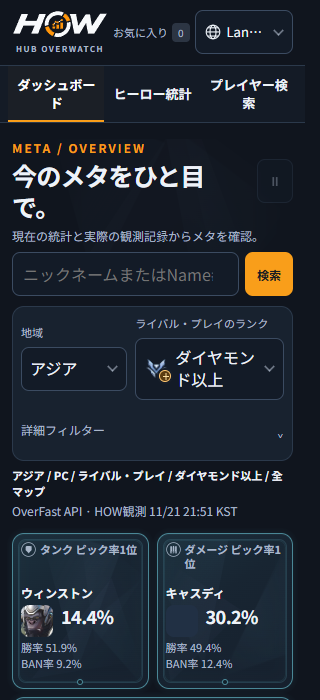 HOW
HUB OVERWATCH
お気に入り 0
Lan…
ダッシュボー
ド
ヒーロー統計
プレイヤー検
索
META / OVERVIEW
今のメタをひと目
で。
現在の統計と実際の観測記録からメタを確認。
ニックネームまたはName
検索
地域
アジア
ライバル・プレイのランク
ダイヤモン
ド以上
詳細フィルター
アジア / PC / ライバル・プレイ / ダイヤモンド以上 / 全
マップ
OverFast API · HOW観測 11/21 21:51 KST
タンク ピック率1位
ウィンストン
14.4%
勝率 51.9%
BAN率 9.2%
ダメージ ピック率1
位
キャスディ
30.2%
勝率 49.4%
BAN率 12.4%